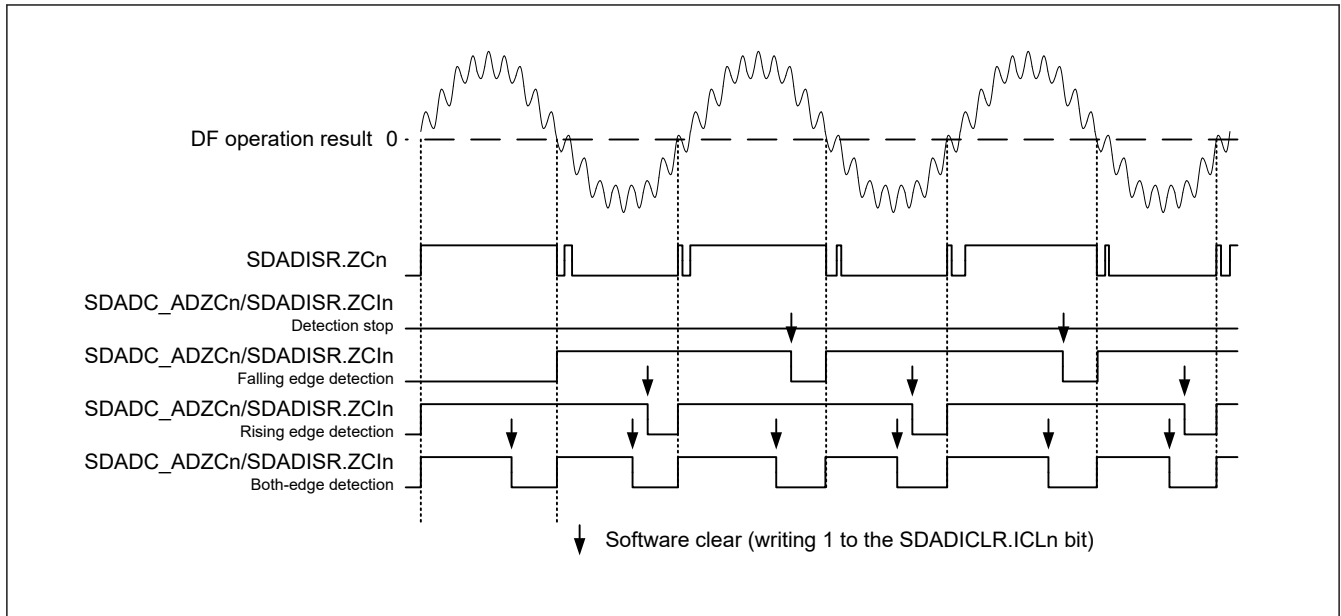 DF operation result 0
SDADISR.ZCn
SDADC_ADZCn/SDADISR.ZCIn
Detection stop
SDADC_ADZCn/SDADISR.ZCIn
Falling edge detection
SDADC_ADZCn/SDADISR.ZCIn
Rising edge detection
SDADC_ADZCn/SDADISR.ZCIn
Both-edge detection
Software clear (writing 1 to the SDADICLR.ICLn bit)